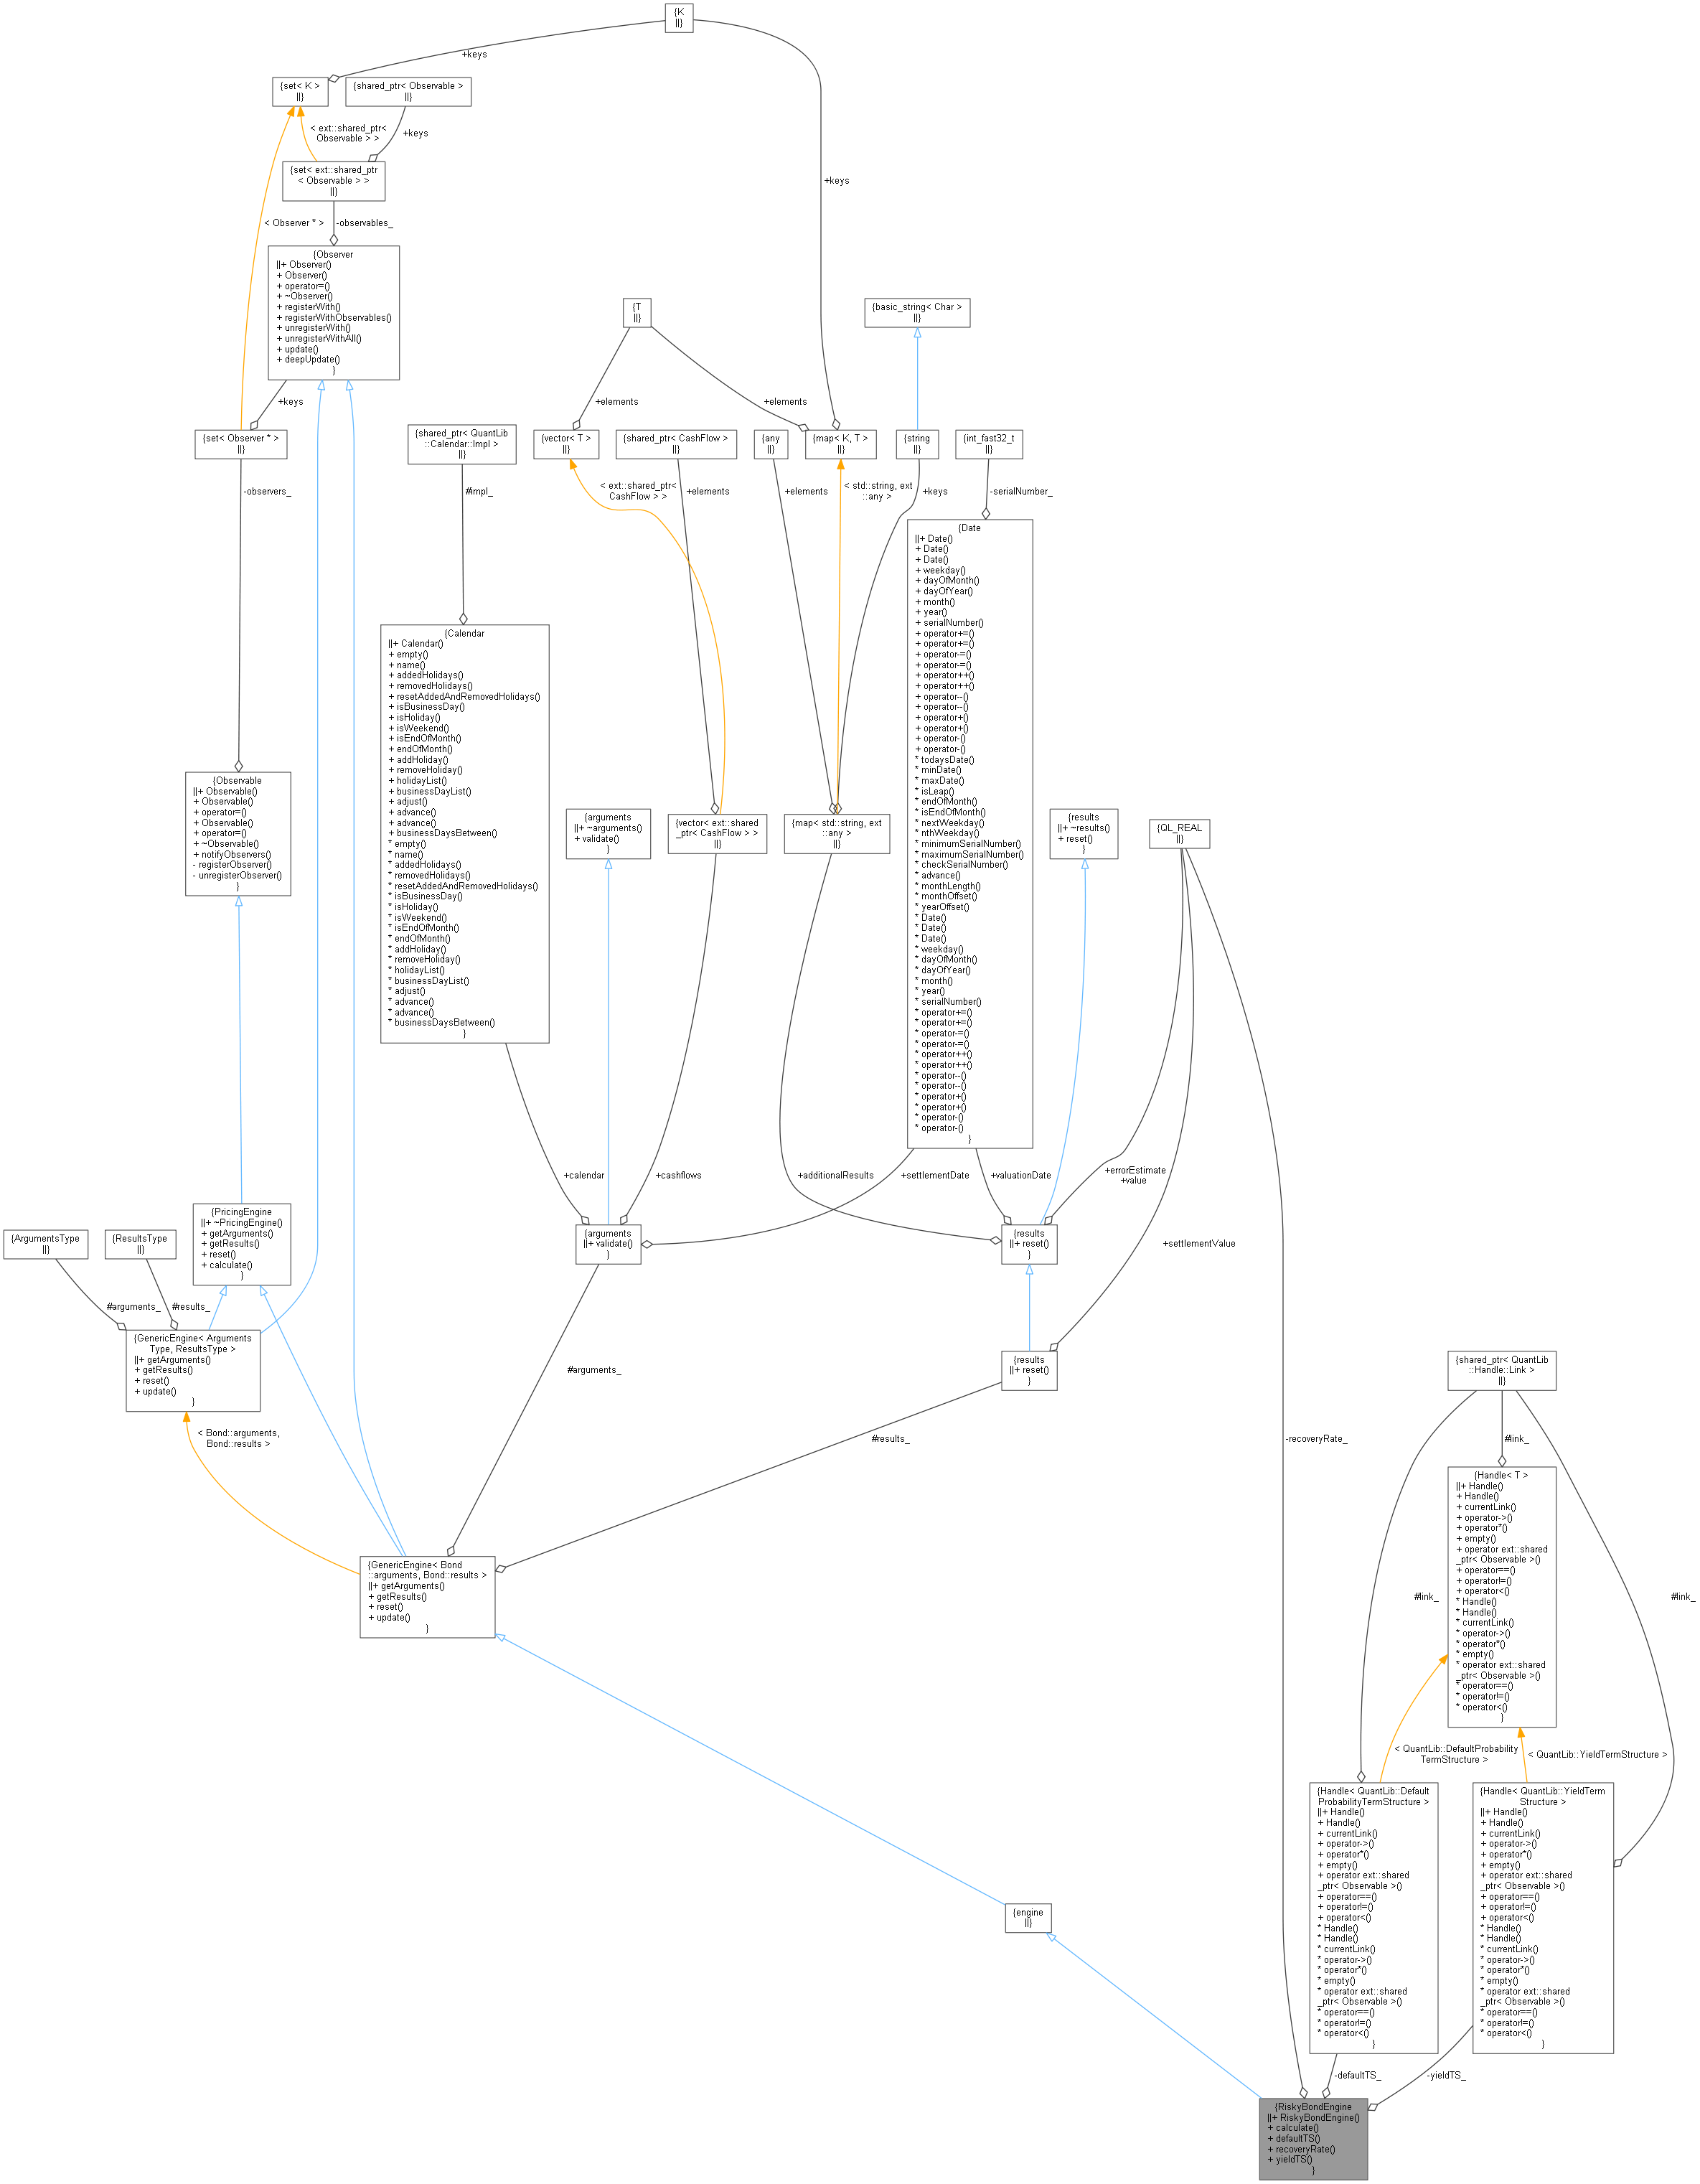 {K
||}
+keys
{set< K >
||}
{shared_ptr< Observable >
||}
< ext::shared_ptr<
Observable > >
+keys
{set< ext::shared_ptr
< Observable > >
||}
+keys
< Observer * >
-observables_
{Observer
||+ Observer()
+ Observer()
+ operator=()
+ ~Observer()
+ registerWith()
+ registerWithObservables()
+ unregisterWith()
+ unregisterWithAll()
+ update()
+ deepUpdate()
}
{T
||}
{basic_string< Char >
||}
+keys
+elements
+elements
{set< Observer * >
||}
{shared_ptr< QuantLib
::Calendar::Impl >
||}
{vector< T >
||}
{shared_ptr< CashFlow >
||}
{any
||}
{map< K, T >
||}
{string
||}
{int_fast32_t
||}
-observers_
#impl_
< ext::shared_ptr<
CashFlow > >
+elements
+elements
< std::string, ext
::any >
+keys
-serialNumber_
{Date
||+ Date()
+ Date()
+ Date()
+ weekday()
+ dayOfMonth()
+ dayOfYear()
+ month()
+ year()
+ serialNumber()
+ operator+=()
+ operator+=()
+ operator-=()
+ operator-=()
+ operator++()
+ operator++()
+ operator--()
+ operator--()
+ operator+()
+ operator+()
+ operator-()
+ operator-()
* todaysDate()
* minDate()
* maxDate()
* isLeap()
* endOfMonth()
* isEndOfMonth()
* nextWeekday()
* nthWeekday()
* minimumSerialNumber()
* maximumSerialNumber()
* checkSerialNumber()
* advance()
* monthLength()
* monthOffset()
* yearOffset()
* Date()
* Date()
* Date()
* weekday()
* dayOfMonth()
* dayOfYear()
* month()
* year()
* serialNumber()
* operator+=()
* operator+=()
* operator-=()
* operator-=()
* operator++()
* operator++()
* operator--()
* operator--()
* operator+()
* operator+()
* operator-()
* operator-()
}
{Calendar
||+ Calendar()
+ empty()
+ name()
+ addedHolidays()
+ removedHolidays()
+ resetAddedAndRemovedHolidays()
+ isBusinessDay()
+ isHoliday()
+ isWeekend()
+ isEndOfMonth()
+ endOfMonth()
+ addHoliday()
+ removeHoliday()
+ holidayList()
+ businessDayList()
+ adjust()
+ advance()
+ advance()
+ businessDaysBetween()
* empty()
* name()
* addedHolidays()
* removedHolidays()
* resetAddedAndRemovedHolidays()
* isBusinessDay()
* isHoliday()
* isWeekend()
* isEndOfMonth()
* endOfMonth()
* addHoliday()
* removeHoliday()
* holidayList()
* businessDayList()
* adjust()
* advance()
* advance()
* businessDaysBetween()
}
{Observable
||+ Observable()
+ Observable()
+ operator=()
+ Observable()
+ operator=()
+ ~Observable()
+ notifyObservers()
- registerObserver()
- unregisterObserver()
}
{arguments
||+ ~arguments()
+ validate()
}
{vector< ext::shared
_ptr< CashFlow > >
||}
{map< std::string, ext
::any >
||}
{results
||+ ~results()
+ reset()
}
{QL_REAL
||}
+calendar
+cashflows
+additionalResults
+settlementDate
+valuationDate
+errorEstimate
+value
{PricingEngine
||+ ~PricingEngine()
+ getArguments()
+ getResults()
+ reset()
+ calculate()
}
{ArgumentsType
||}
{ResultsType
||}
{arguments
||+ validate()
}
{results
||+ reset()
}
+settlementValue
#arguments_
#results_
{GenericEngine< Arguments
Type, ResultsType >
||+ getArguments()
+ getResults()
+ reset()
+ update()
}
#arguments_
{results
||+ reset()
}
{shared_ptr< QuantLib
::Handle::Link >
||}
< Bond::arguments,
Bond::results >
#results_
-recoveryRate_
#link_
{Handle< T >
||+ Handle()
+ Handle()
+ currentLink()
+ operator->()
+ operator*()
+ empty()
+ operator ext::shared
_ptr< Observable >()
+ operator==()
+ operator!=()
+ operator<()
* Handle()
* Handle()
* currentLink()
* operator->()
* operator*()
* empty()
* operator ext::shared
_ptr< Observable >()
* operator==()
* operator!=()
* operator<()
}
#link_
#link_
{GenericEngine< Bond
::arguments, Bond::results >
||+ getArguments()
+ getResults()
+ reset()
+ update()
}
< QuantLib::DefaultProbability
TermStructure >
< QuantLib::YieldTermStructure >
{Handle< QuantLib::Default
ProbabilityTermStructure >
||+ Handle()
+ Handle()
+ currentLink()
+ operator->()
+ operator*()
+ empty()
+ operator ext::shared
_ptr< Observable >()
+ operator==()
+ operator!=()
+ operator<()
* Handle()
* Handle()
* currentLink()
* operator->()
* operator*()
* empty()
* operator ext::shared
_ptr< Observable >()
* operator==()
* operator!=()
* operator<()
}
{Handle< QuantLib::YieldTerm
Structure >
||+ Handle()
+ Handle()
+ currentLink()
+ operator->()
+ operator*()
+ empty()
+ operator ext::shared
_ptr< Observable >()
+ operator==()
+ operator!=()
+ operator<()
* Handle()
* Handle()
* currentLink()
* operator->()
* operator*()
* empty()
* operator ext::shared
_ptr< Observable >()
* operator==()
* operator!=()
* operator<()
}
{engine
||}
-defaultTS_
-yieldTS_
{RiskyBondEngine
||+ RiskyBondEngine()
+ calculate()
+ defaultTS()
+ recoveryRate()
+ yieldTS()
}